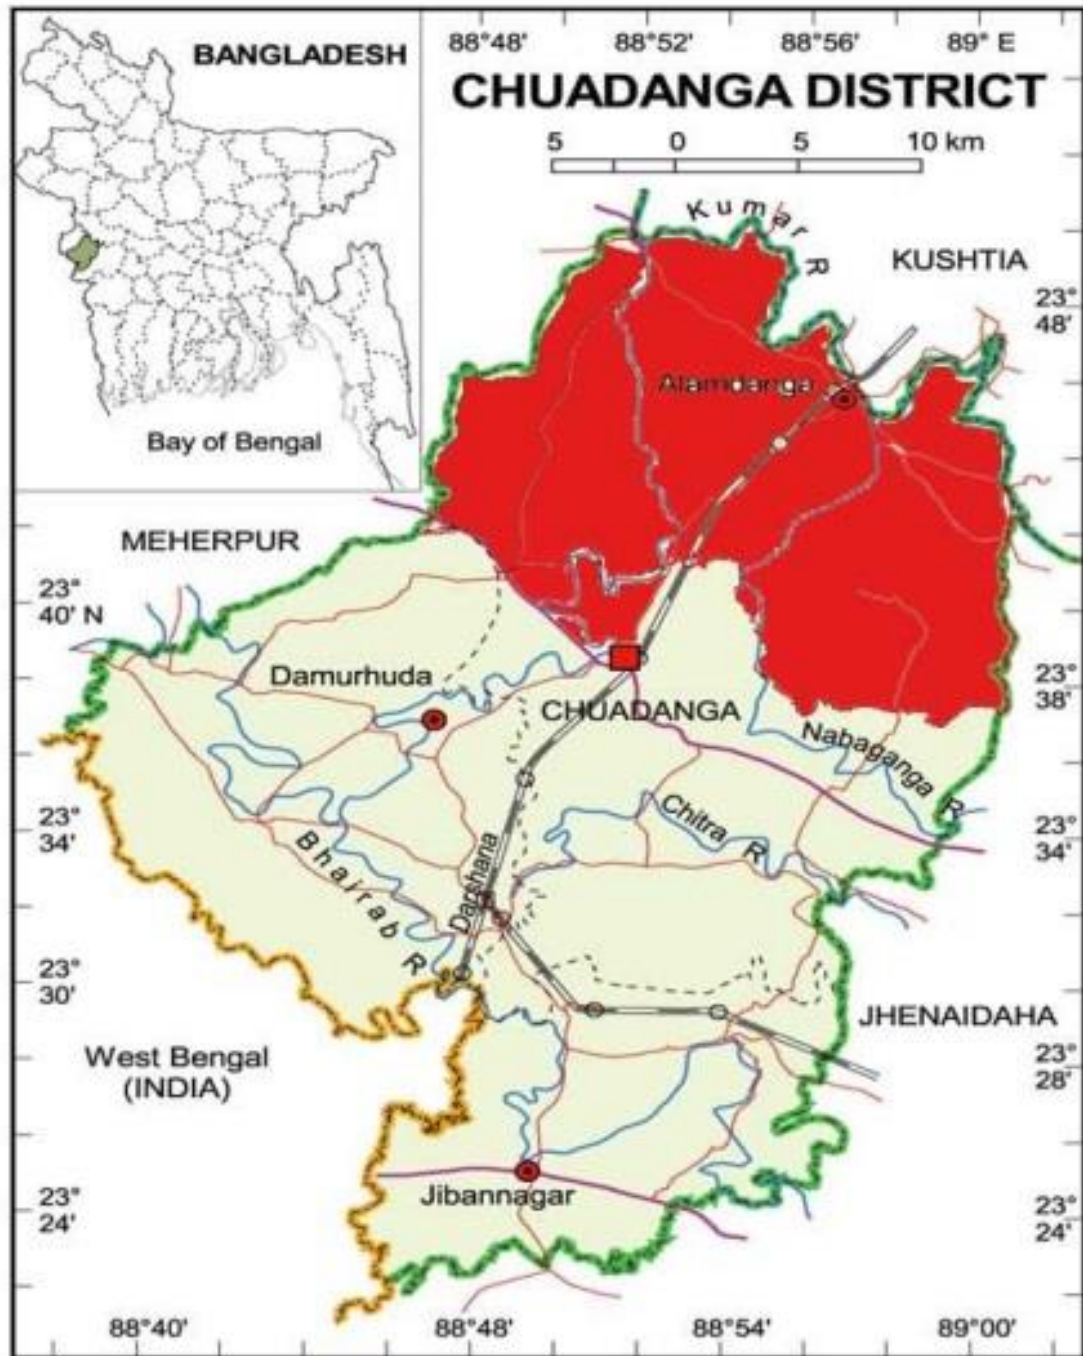 BANGLADESH
Bay of Bengal
88°48' 88°52' 88°56' 89° E
CHUADANGA DISTRICT
5 0 5 10 km
Kumar R
KUSHTIA
23° 48'
Alamdanga
MEHERPUR
23° 40' N
Damurhuda
CHUADANGA
23° 38'
Nabaganga R
Chitra R
23° 34'
23° 34'
Bhairab R
Darshana
23° 30'
JHENAIDAHA
West Bengal
(INDIA)
23° 28'
Jibannagar
23° 24'
23° 24'
88°40' 88°48' 88°54' 89°00'